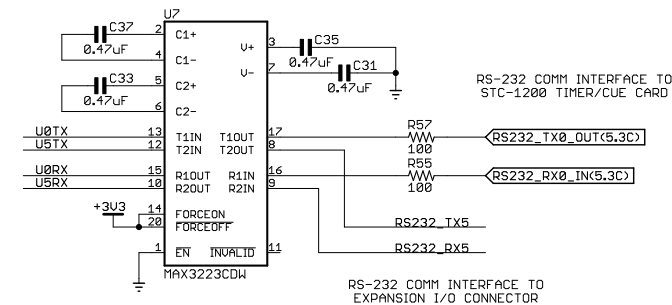 U7
C37
0.47uF
2 C1+
4 C1-
C33
0.47uF
5 C2+
6 C2-
V+ 3
C35
0.47uF
V- 7
C31
0.47uF
RS-232 COMM INTERFACE TO
STC-1200 TIMER/CUE CARD
U0TX 13 T1IN T1OUT 17
R57
100
RS232_TX0_OUT(5.3C)
U5TX 12 T2IN T2OUT 8
U0RX 15 R1OUT R1IN 16
R55
100
RS232_RX0_IN(5.3C)
U5RX 10 R2OUT R2IN 9
+3V3
14 FORCEON
20 FORCEOFF
RS232_TX5
1 EN INVALID 11
RS232_RX5
MAX3223CDW
RS-232 COMM INTERFACE TO
EXPANSION I/O CONNECTOR